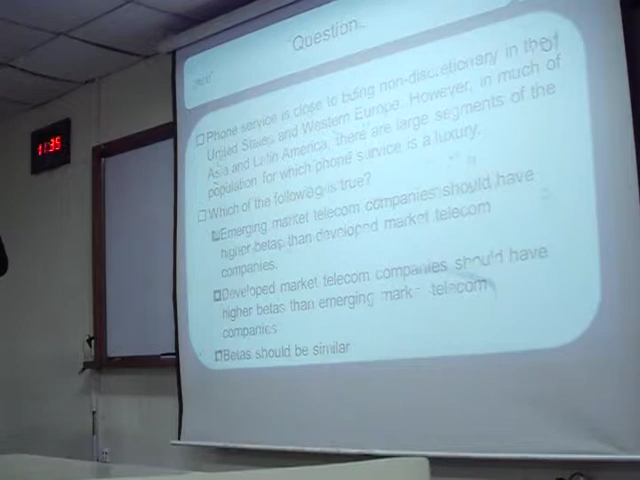 Question
11:35
Phone service is close to being non-discretionary in the
United States and Western Europe. However, in much of
Asia and Latin America, there are large segments of the
population for which phone service is a luxury.
Which of the following is true?
Emerging market telecom companies should have
higher betas than developed market telecom
companies.
Developed market telecom companies should have
higher betas than emerging telecom
companies
Betas should be similar